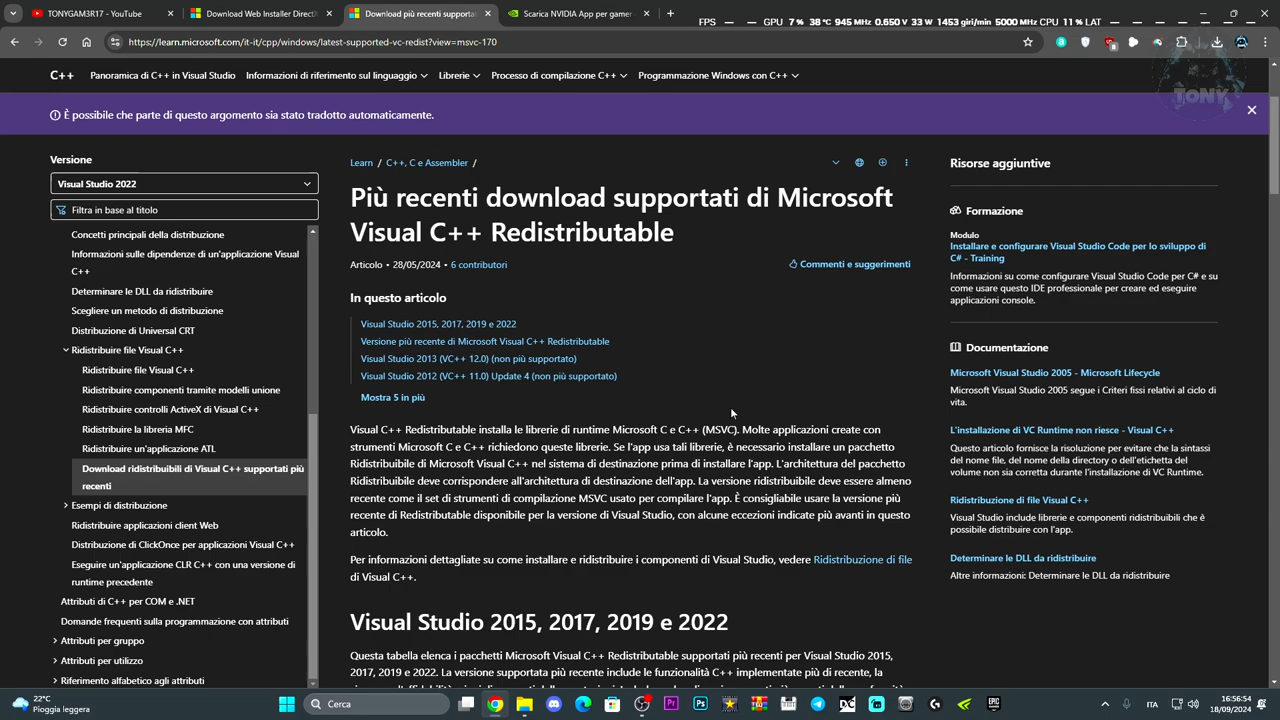 TONYGAM3R17 - YouTube
Download Web Installer DirectX
Download più recenti supportat
Scarica NVIDIA App per gamer
FPS — — GPU 7 % 38 °C 945 MHz 0.650 V 33 W 1453 giri/min 5000 MHz CPU 11 % LAT
https://learn.microsoft.com/it-it/cpp/windows/latest-supported-vc-redist?view=msvc-170
C++
Panoramica di C++ in Visual Studio
Informazioni di riferimento sul linguaggio
Librerie
Processo di compilazione C++
Programmazione Windows con C++
TONY
È possibile che parte di questo argomento sia stato tradotto automaticamente.
Versione
Visual Studio 2022
Filtra in base al titolo
Concetti principali della distribuzione
Informazioni sulle dipendenze di un'applicazione Visual
C++
Determinare le DLL da ridistribuire
Scegliere un metodo di distribuzione
Distribuzione di Universal CRT
Ridistribuire file Visual C++
Ridistribuire file Visual C++
Ridistribuire componenti tramite modelli unione
Ridistribuire controlli ActiveX di Visual C++
Ridistribuire la libreria MFC
Ridistribuire un'applicazione ATL
Download ridistribuibili di Visual C++ supportati più
recenti
Esempi di distribuzione
Ridistribuire applicazioni client Web
Distribuzione di ClickOnce per applicazioni Visual C++
Eseguire un'applicazione CLR C++ con una versione di
runtime precedente
Attributi di C++ per COM e .NET
Domande frequenti sulla programmazione con attributi
Attributi per gruppo
Attributi per utilizzo
Riferimento alfabetico agli attributi
Learn / C++, C e Assembler /
Più recenti download supportati di Microsoft
Visual C++ Redistributable
Articolo • 28/05/2024 • 6 contributori
Commenti e suggerimenti
In questo articolo
Visual Studio 2015, 2017, 2019 e 2022
Versione più recente di Microsoft Visual C++ Redistributable
Visual Studio 2013 (VC++ 12.0) (non più supportato)
Visual Studio 2012 (VC++ 11.0) Update 4 (non più supportato)
Mostra 5 in più
Visual C++ Redistributable installa le librerie di runtime Microsoft C e C++ (MSVC). Molte applicazioni create con
strumenti Microsoft C e C++ richiedono queste librerie. Se l'app usa tali librerie, è necessario installare un pacchetto
Ridistribuibile di Microsoft Visual C++ nel sistema di destinazione prima di installare l'app. L'architettura del pacchetto
Ridistribuibile deve corrispondere all'architettura di destinazione dell'app. La versione ridistribuibile deve essere almeno
recente come il set di strumenti di compilazione MSVC usato per compilare l'app. È consigliabile usare la versione più
recente di Redistributable disponibile per la versione di Visual Studio, con alcune eccezioni indicate più avanti in questo
articolo.
Per informazioni dettagliate su come installare e ridistribuire i componenti di Visual Studio, vedere Ridistribuzione di file
di Visual C++.
Visual Studio 2015, 2017, 2019 e 2022
Questa tabella elenca i pacchetti Microsoft Visual C++ Redistributable supportati più recenti per Visual Studio 2015,
2017, 2019 e 2022. La versione supportata più recente include le funzionalità C++ implementate più di recente, la
Risorse aggiuntive
Formazione
Modulo
Installare e configurare Visual Studio Code per lo sviluppo di
C# - Training
Informazioni su come configurare Visual Studio Code per C# e su
come usare questo IDE professionale per creare ed eseguire
applicazioni console.
Documentazione
Microsoft Visual Studio 2005 - Microsoft Lifecycle
Microsoft Visual Studio 2005 segue i Criteri fissi relativi al ciclo di
vita.
L'installazione di VC Runtime non riesce - Visual C++
Questo articolo fornisce la risoluzione per evitare che la sintassi
del nome file, del nome della directory o dell'etichetta del
volume non sia corretta durante l'installazione di VC Runtime.
Ridistribuzione di file Visual C++
Visual Studio include librerie e componenti ridistribuibili che è
possibile distribuire con l'app.
Determinare le DLL da ridistribuire
Altre informazioni: Determinare le DLL da ridistribuire
22°C
Pioggia leggera
Cerca
ITA
16:56:54
18/09/2024